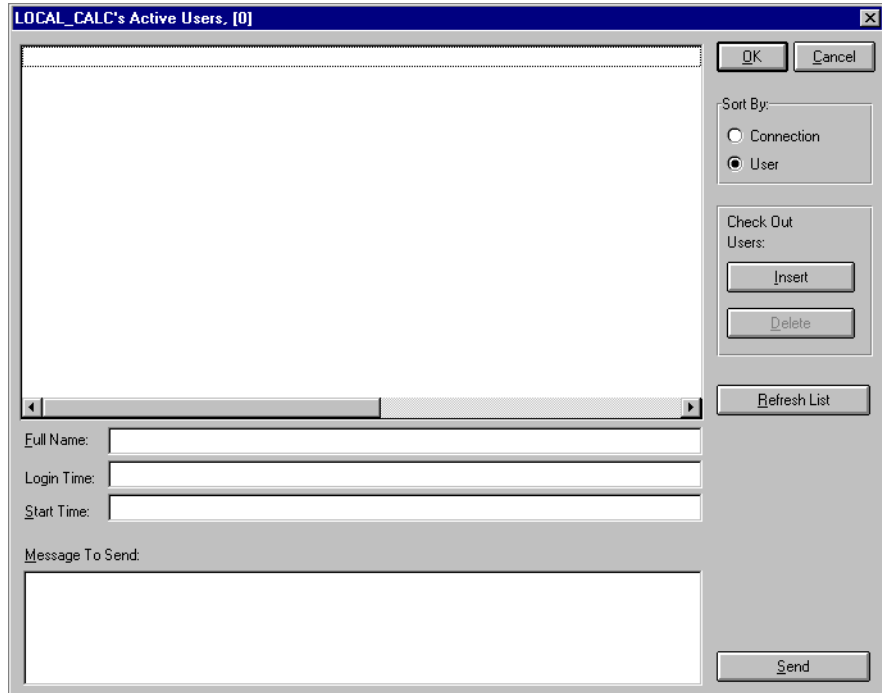 LOCAL_CALC's Active Users, [0]
OK
Cancel
Sort By:
Connection
User
Check Out
Users:
Insert
Delete
Refresh List
Full Name:
Login Time:
Start Time:
Message To Send:
Send